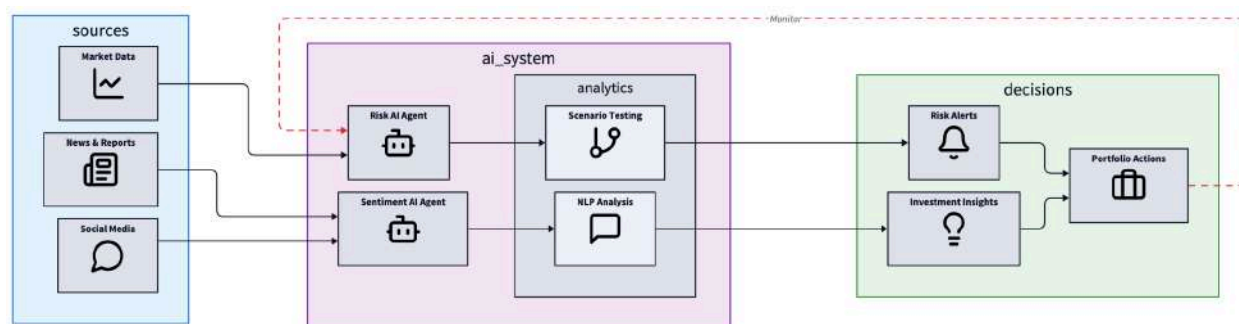 sources
Market Data
News & Reports
Social Media
ai_system
Risk AI Agent
Sentiment AI Agent
analytics
Scenario Testing
NLP Analysis
Monitor
decisions
Risk Alerts
Investment Insights
Portfolio Actions